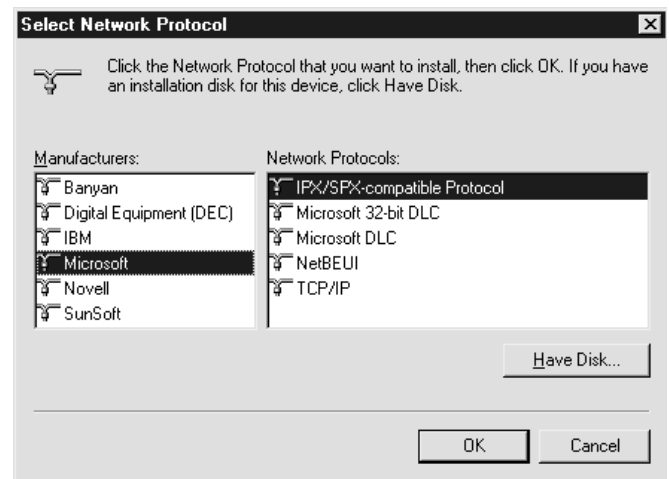 Select Network Protocol
Click the Network Protocol that you want to install, then click OK. If you have
an installation disk for this device, click Have Disk.
Manufacturers:
Banyan
Digital Equipment (DEC)
IBM
Microsoft
Novell
SunSoft
Network Protocols:
IPX/SPX-compatible Protocol
Microsoft 32-bit DLC
Microsoft DLC
NetBEUI
TCP/IP
Have Disk...
OK
Cancel